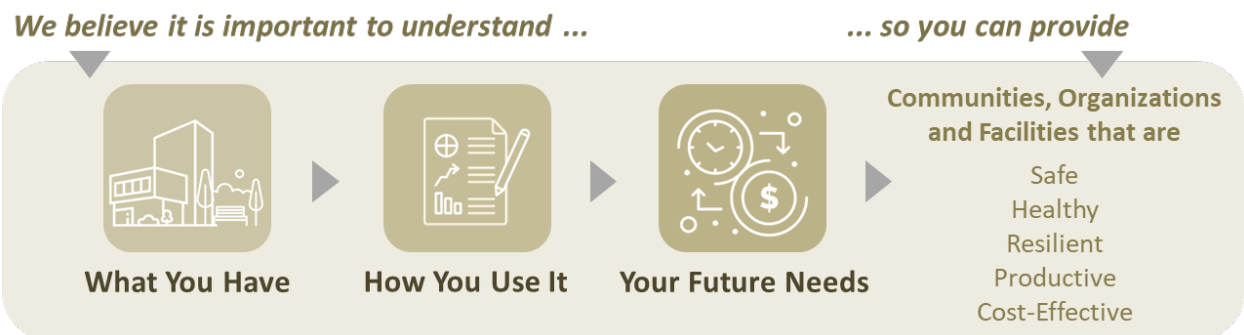 We believe it is important to understand ...
... so you can provide
What You Have
How You Use It
Your Future Needs
$
Communities, Organizations
and Facilities that are
Safe
Healthy
Resilient
Productive
Cost-Effective